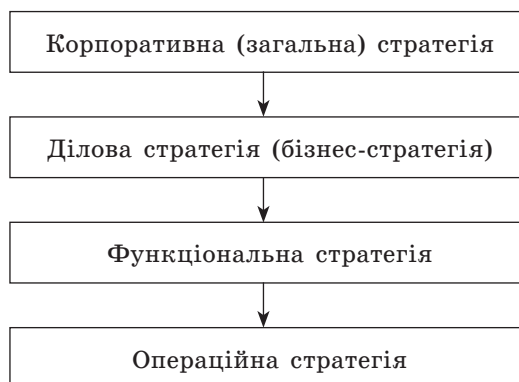 Корпоративна (загальна) стратегія
Ділова стратегія (бізнес-стратегія)
Функціональна стратегія
Операційна стратегія